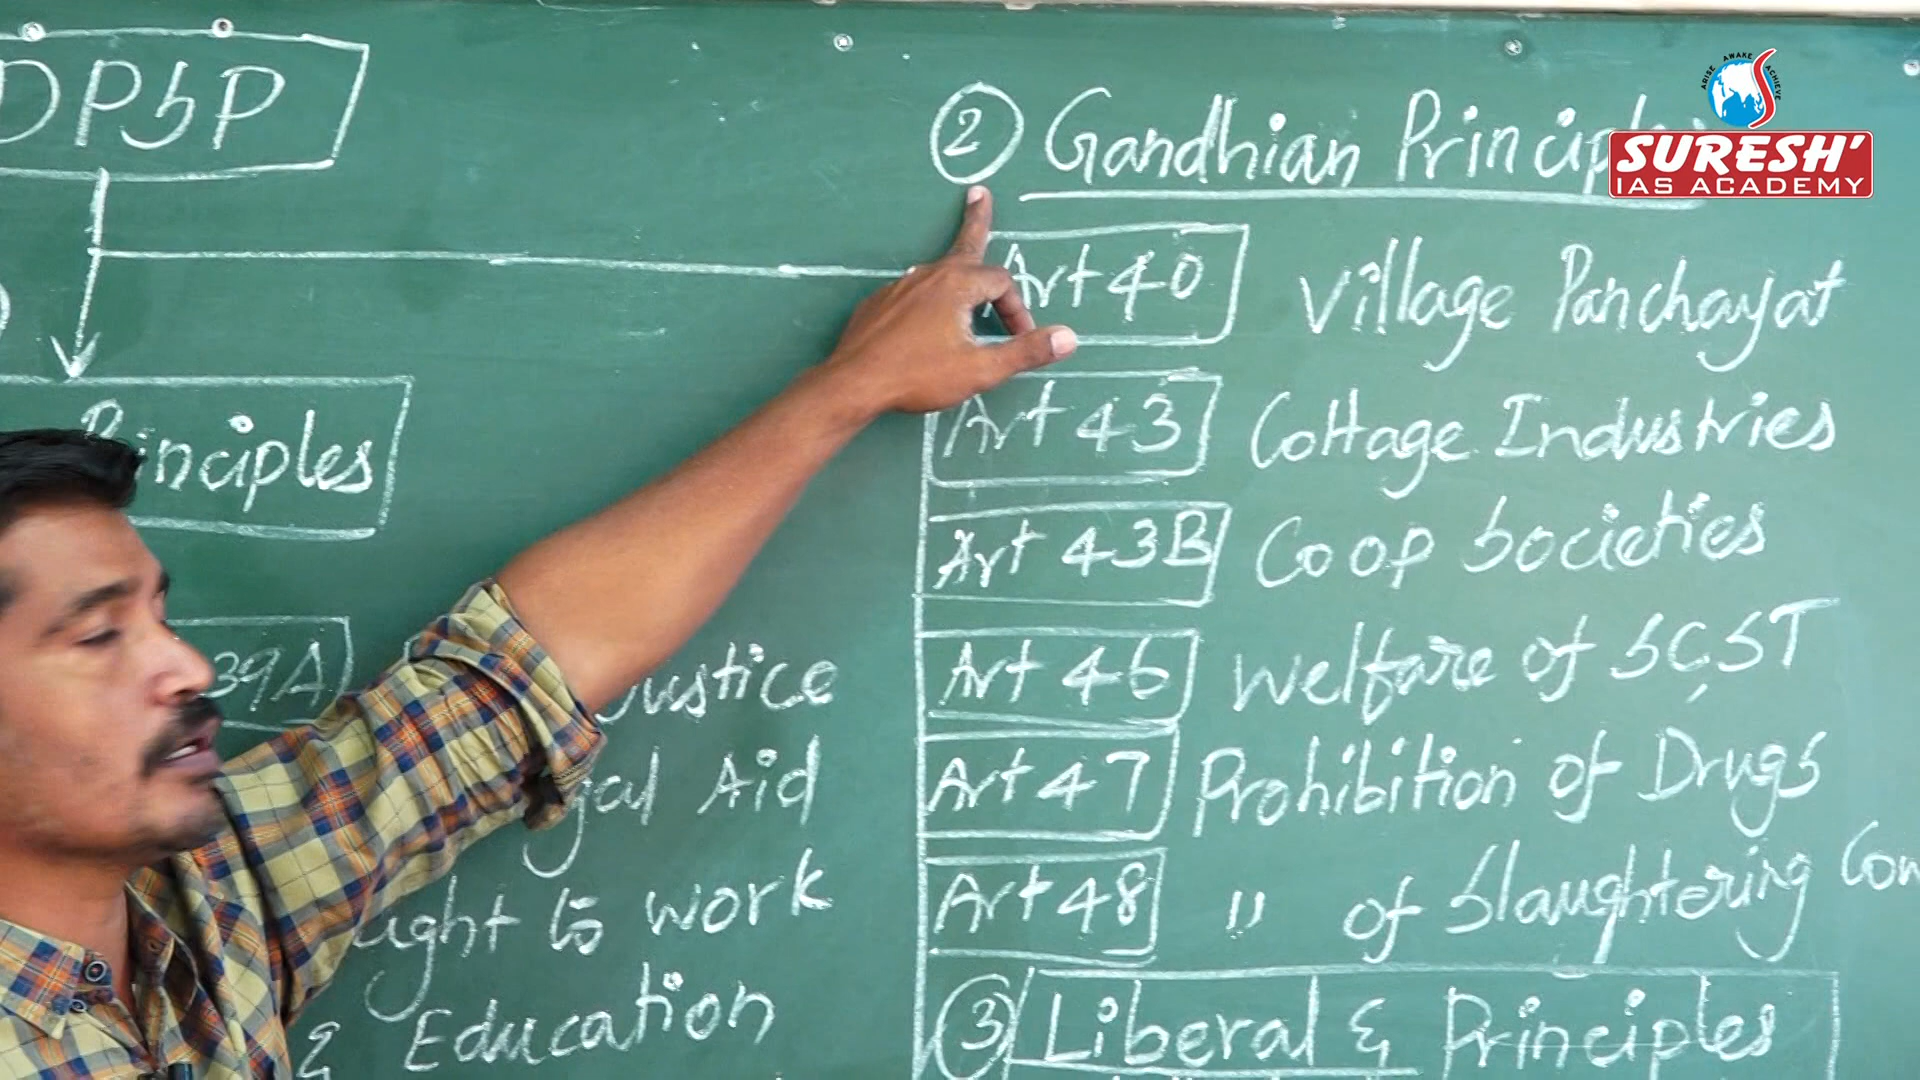 DPSP
Principles
39A
Justice
Legal Aid
Right to work
& Education
② Gandhian Principles
Art 40 Village Panchayat
Art 43 Cottage Industries
Art 43B Coop Societies
Art 46 Welfare of SC, ST
Art 47 Prohibition of Drugs
Art 48 " of Slaughtering Cow
③ Liberal & Principles
ARISE AWAKE ACHIEVE
SURESH'
IAS ACADEMY